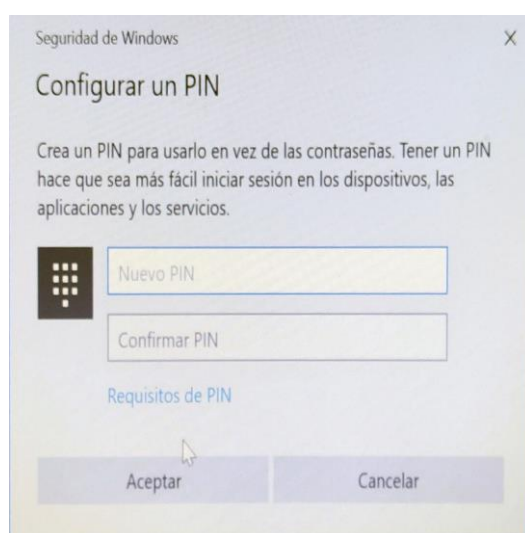 Seguridad de Windows
Configurar un PIN
Crea un PIN para usarlo en vez de las contraseñas. Tener un PIN
hace que sea más fácil iniciar sesión en los dispositivos, las
aplicaciones y los servicios.
Nuevo PIN
Confirmar PIN
Requisitos de PIN
Aceptar
Cancelar